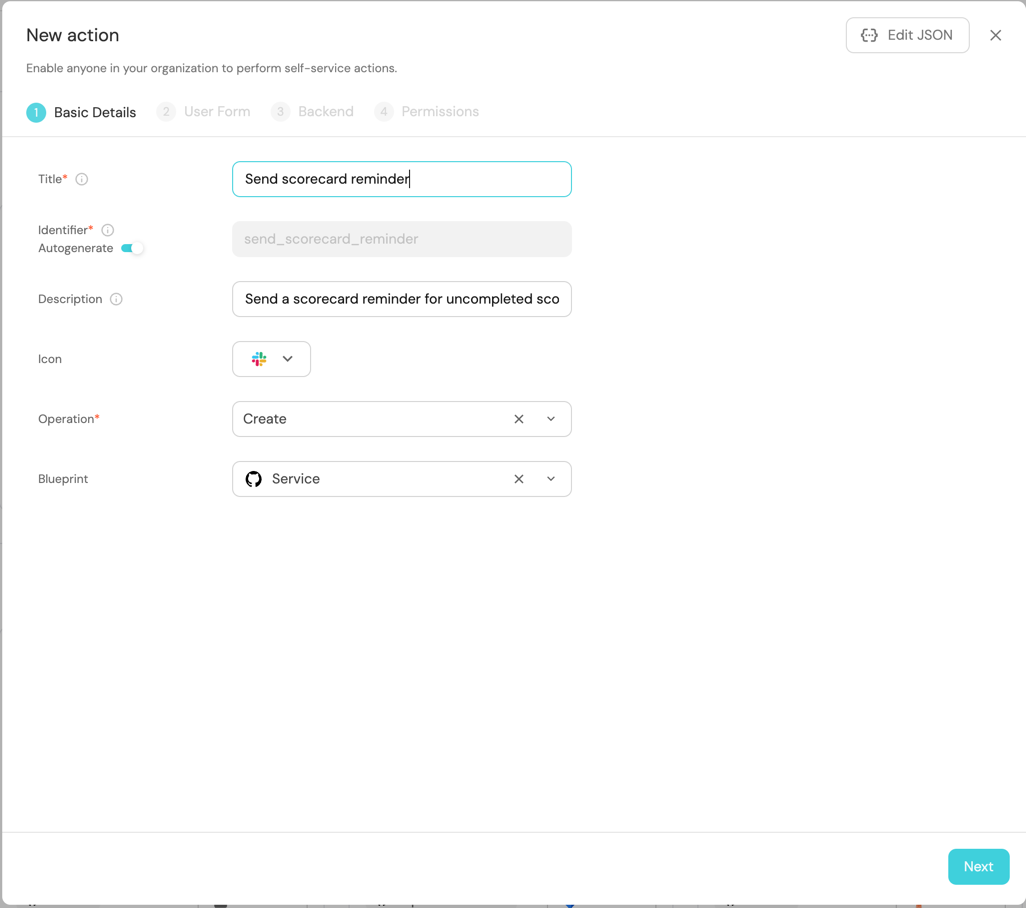 New action
Edit JSON
Enable anyone in your organization to perform self-service actions.
1 Basic Details 2 User Form 3 Backend 4 Permissions
Title* Send scorecard reminder
Identifier*
Autogenerate send_scorecard_reminder
Description Send a scorecard reminder for uncompleted sco
Icon
Operation* Create
Blueprint Service
Next